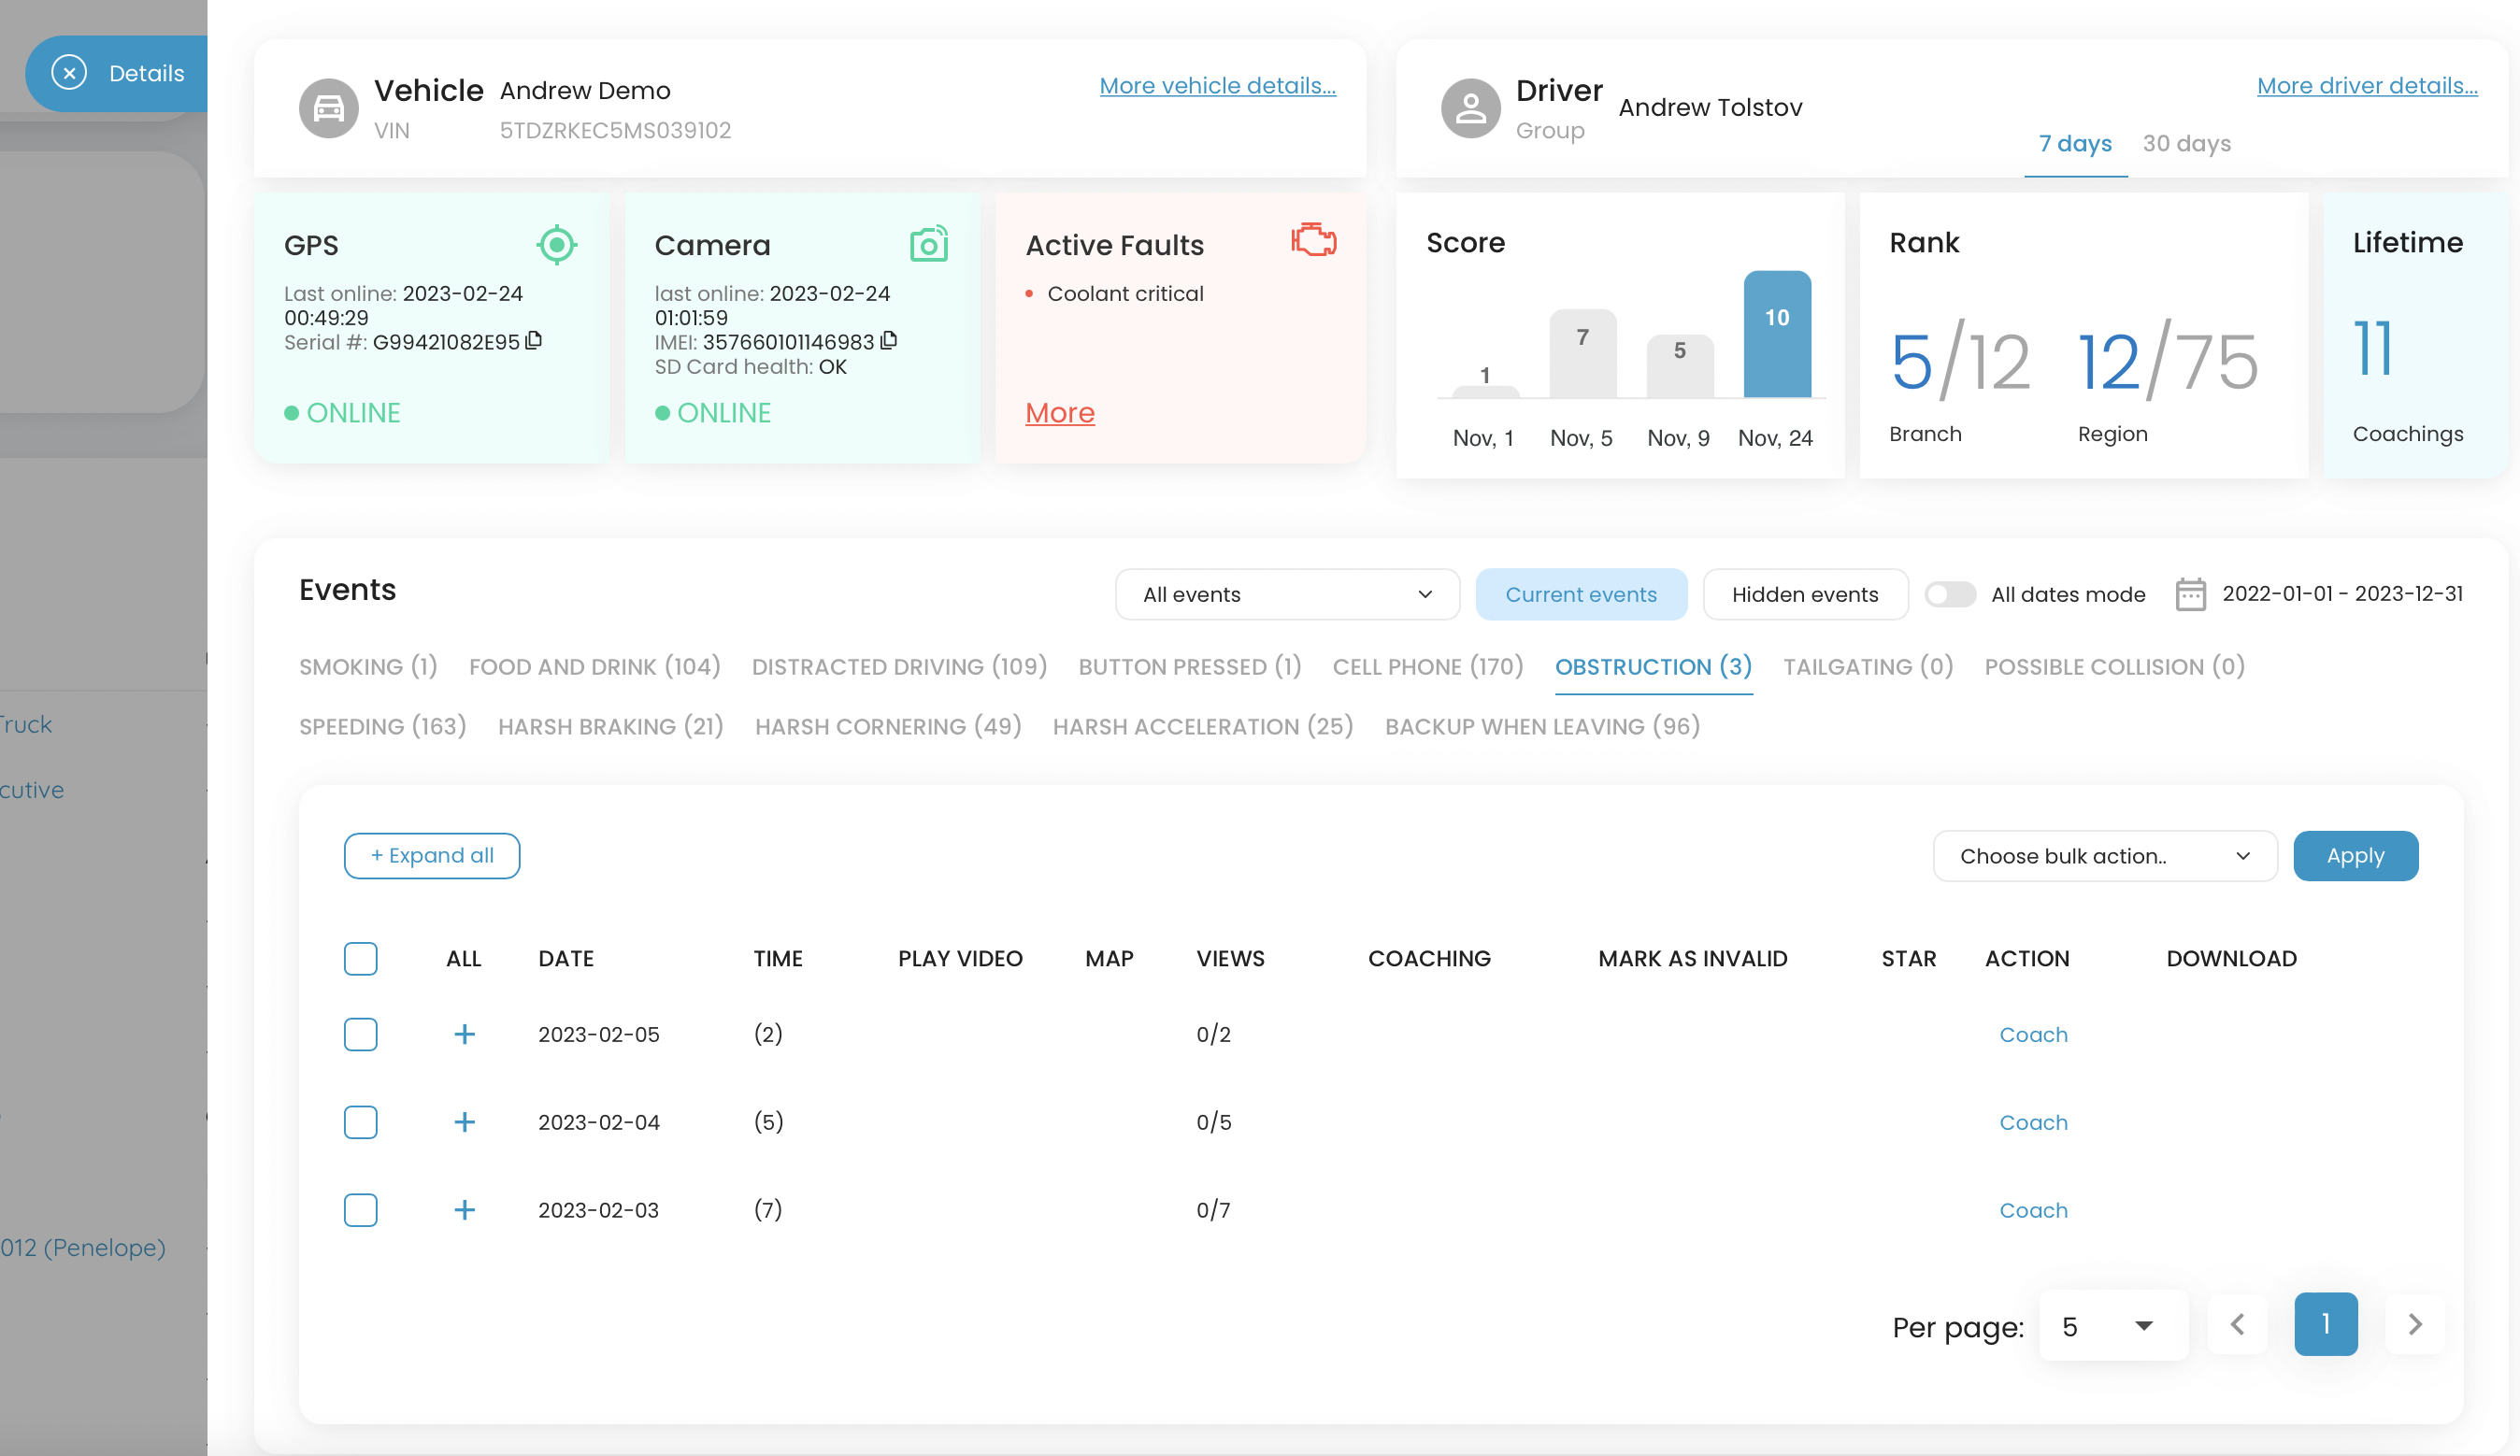 Details
Vehicle Andrew Demo
VIN 5TDZRKEC5MS039102
More vehicle details...
Driver Andrew Tolstov
Group
More driver details...
7 days 30 days
GPS
Last online: 2023-02-24
00:49:29
Serial #: G99421082E95
ONLINE
Camera
last online: 2023-02-24
01:01:59
IMEI: 357660101146983
SD Card health: OK
ONLINE
Active Faults
Coolant critical
More
Score
1 7 5 10
Nov, 1 Nov, 5 Nov, 9 Nov, 24
Rank
5/12 12/75
Branch Region
Lifetime
11
Coachings
Events
All events Current events Hidden events All dates mode 2022-01-01 - 2023-12-31
SMOKING (1) FOOD AND DRINK (104) DISTRACTED DRIVING (109) BUTTON PRESSED (1) CELL PHONE (170) OBSTRUCTION (3) TAILGATING (0) POSSIBLE COLLISION (0)
SPEEDING (163) HARSH BRAKING (21) HARSH CORNERING (49) HARSH ACCELERATION (25) BACKUP WHEN LEAVING (96)
+ Expand all Choose bulk action.. Apply
ALL DATE TIME PLAY VIDEO MAP VIEWS COACHING MARK AS INVALID STAR ACTION DOWNLOAD
+ 2023-02-05 (2) 0/2 Coach
+ 2023-02-04 (5) 0/5 Coach
+ 2023-02-03 (7) 0/7 Coach
Per page: 5 1
Truck
cutive
012 (Penelope)